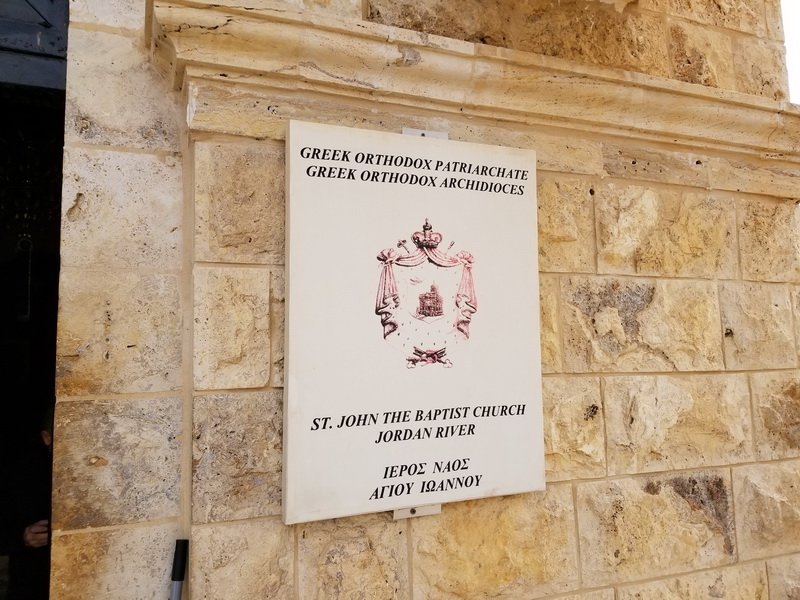 GREEK ORTHODOX PATRIARCHATE
GREEK ORTHODOX ARCHIDIOCES
ST. JOHN THE BAPTIST CHURCH
JORDAN RIVER
ΙΕΡΟΣ ΝΑΟΣ
ΑΓΙΟΥ ΙΩΑΝΝΟΥ